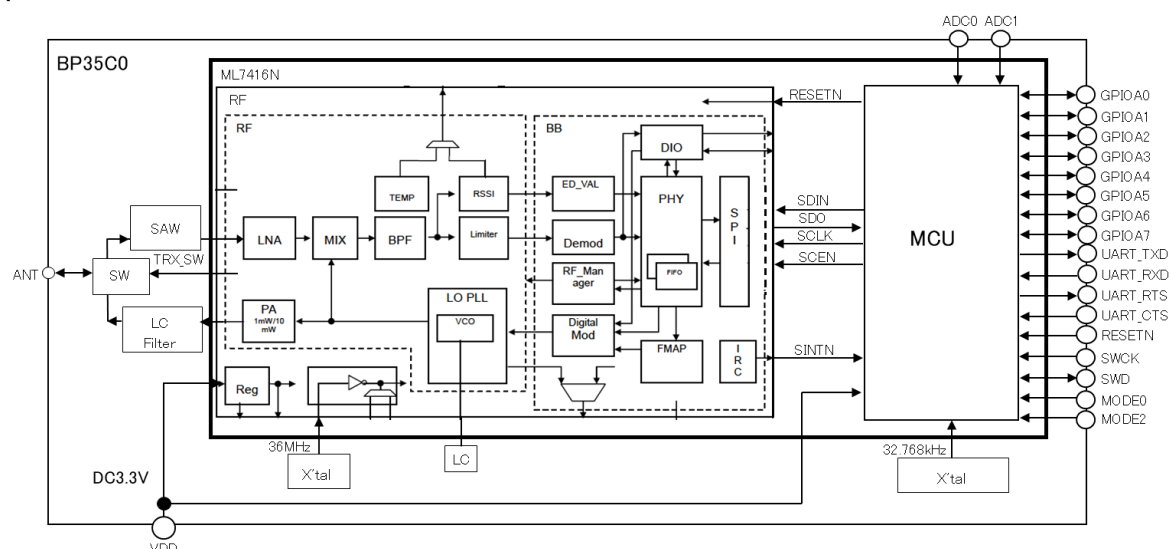 ADC0 ADC1
BP35C0
ML7416N
RF
RESETN
GPIOA0
GPIOA1
GPIOA2
GPIOA3
GPIOA4
GPIOA5
GPIOA6
GPIOA7
UART_TXD
UART_RXD
UART_RTS
UART_CTS
RESETN
SWCK
SWD
MODE0
MODE2
RF
BB
DIO
TEMP
RSSI
ED_VAL
PHY
FIFO
SPI
SDIN
SDO
SCLK
SCEN
MCU
SAW
LNA
MIX
BPF
Limiter
Demod
ANT
SW
TRX_SW
RF_Man
ager
LC
Filter
PA
1mW/10
mW
LO PLL
VCO
Digital
Mod
FMAP
IRC
SINTN
Reg
36MHz
X'tal
LC
32.768kHz
X'tal
DC3.3V
VDD